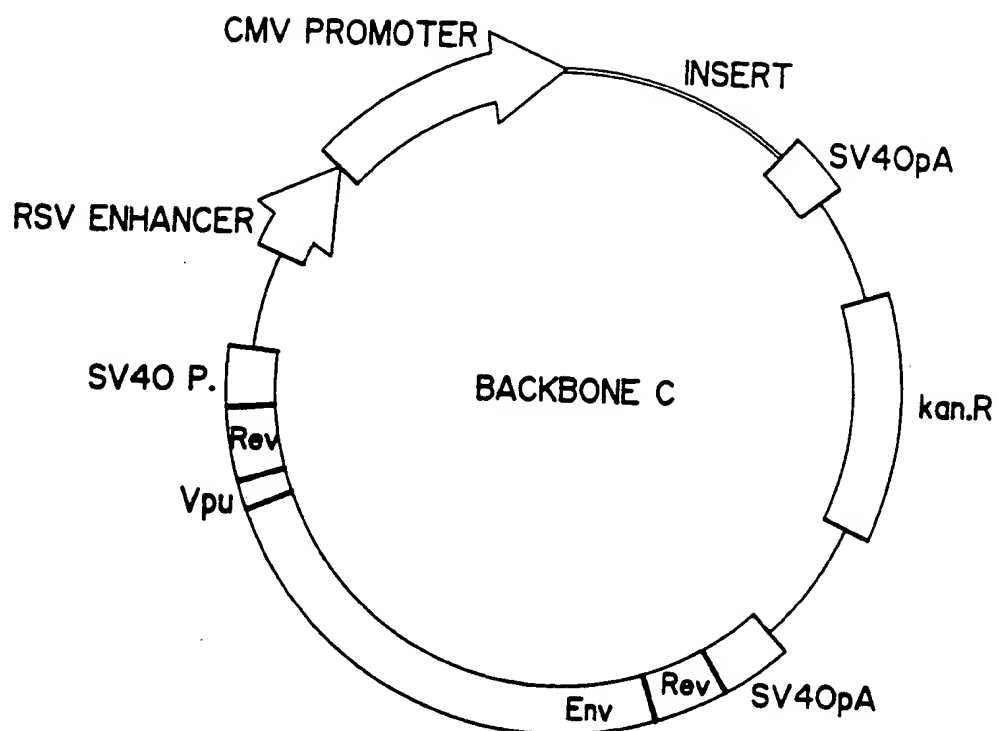 CMV PROMOTER
INSERT
SV40pA
RSV ENHANCER
SV40 P.
BACKBONE C
kan.R
Rev
Vpu
Rev
Env
SV40pA